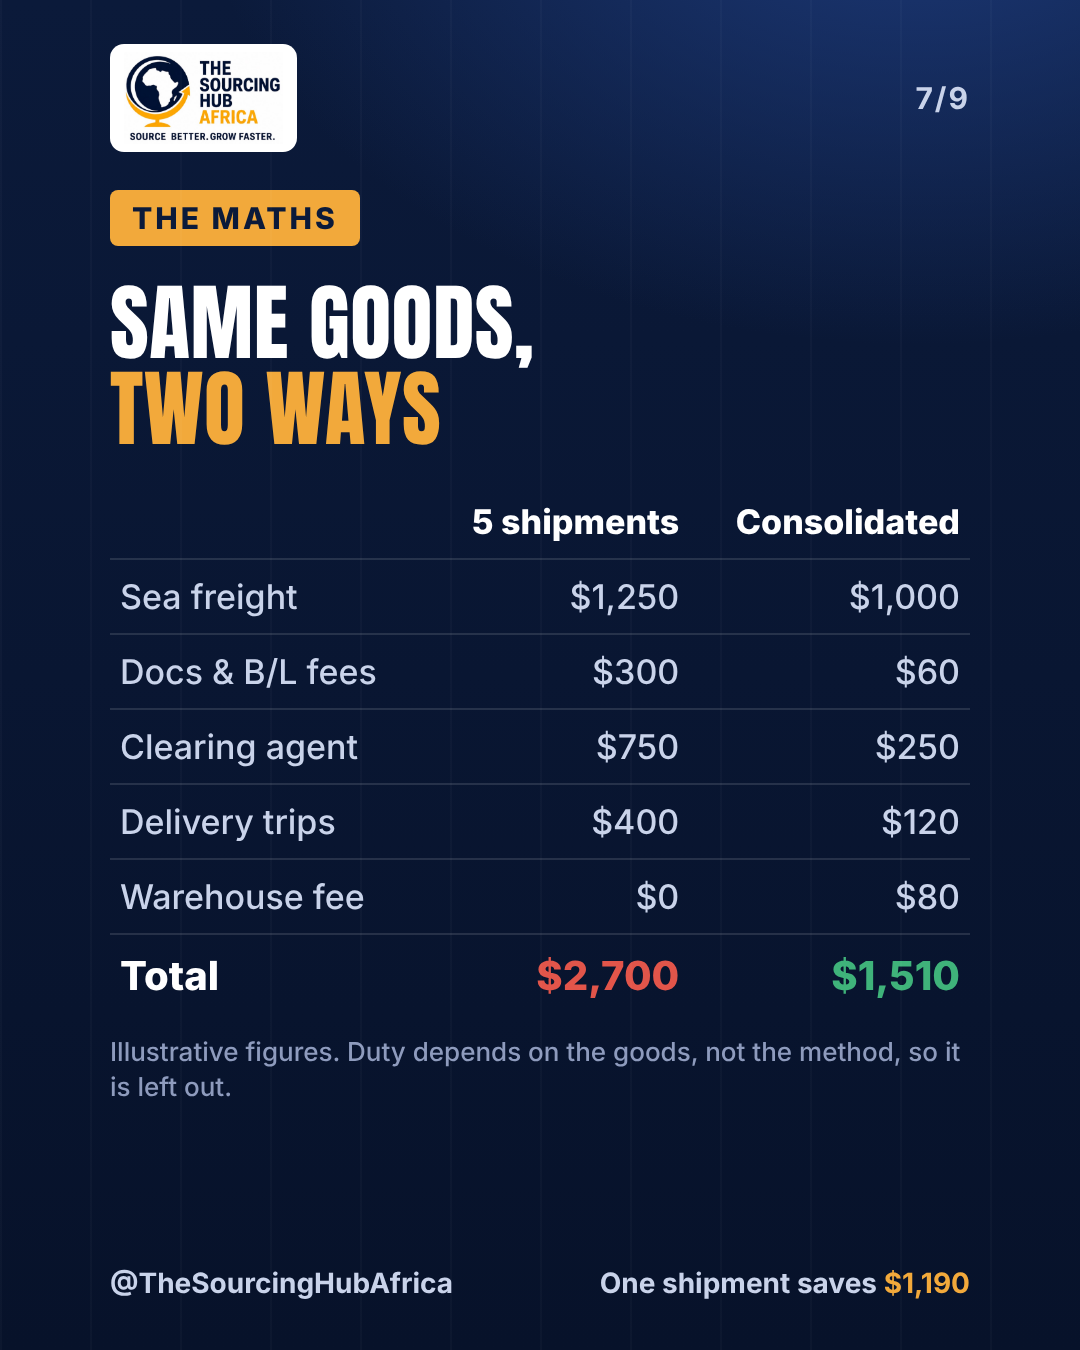 THE
SOURCING
HUB
AFRICA
SOURCE BETTER. GROW FASTER.
7/9
THE MATHS
SAME GOODS,
TWO WAYS
5 shipments Consolidated
Sea freight $1,250 $1,000
Docs & B/L fees $300 $60
Clearing agent $750 $250
Delivery trips $400 $120
Warehouse fee $0 $80
Total $2,700 $1,510
Illustrative figures. Duty depends on the goods, not the method, so it
is left out.
@TheSourcingHubAfrica One shipment saves $1,190